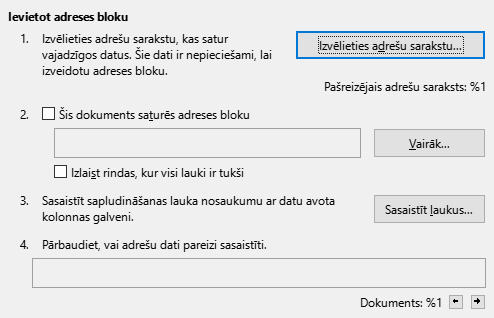 Ievietot adreses bloku
1. Izvēlieties adrešu sarakstu, kas satur
vajadzīgos datus. Šie dati ir nepieciešami, lai
izveidotu adreses bloku.
Izvēlieties adrešu sarakstu...
Pašreizējais adrešu saraksts: %1
2. Šis dokuments saturēs adreses bloku
Vairāk...
Izlaist rindas, kur visi lauki ir tukši
3. Sasaistīt sapludināšanas lauka nosaukumu ar datu avota
kolonnas galveni.
Sasaistīt laukus...
4. Pārbaudiet, vai adrešu dati pareizi sasaistīti.
Dokuments: %1